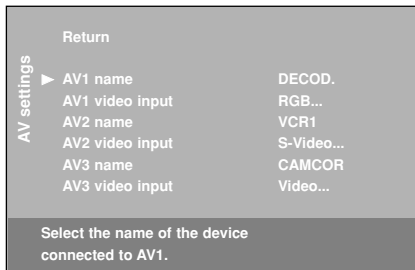 Return
AV settings
AV1 name DECOD.
AV1 video input RGB...
AV2 name VCR1
AV2 video input S-Video...
AV3 name CAMCOR
AV3 video input Video...
Select the name of the device
connected to AV1.